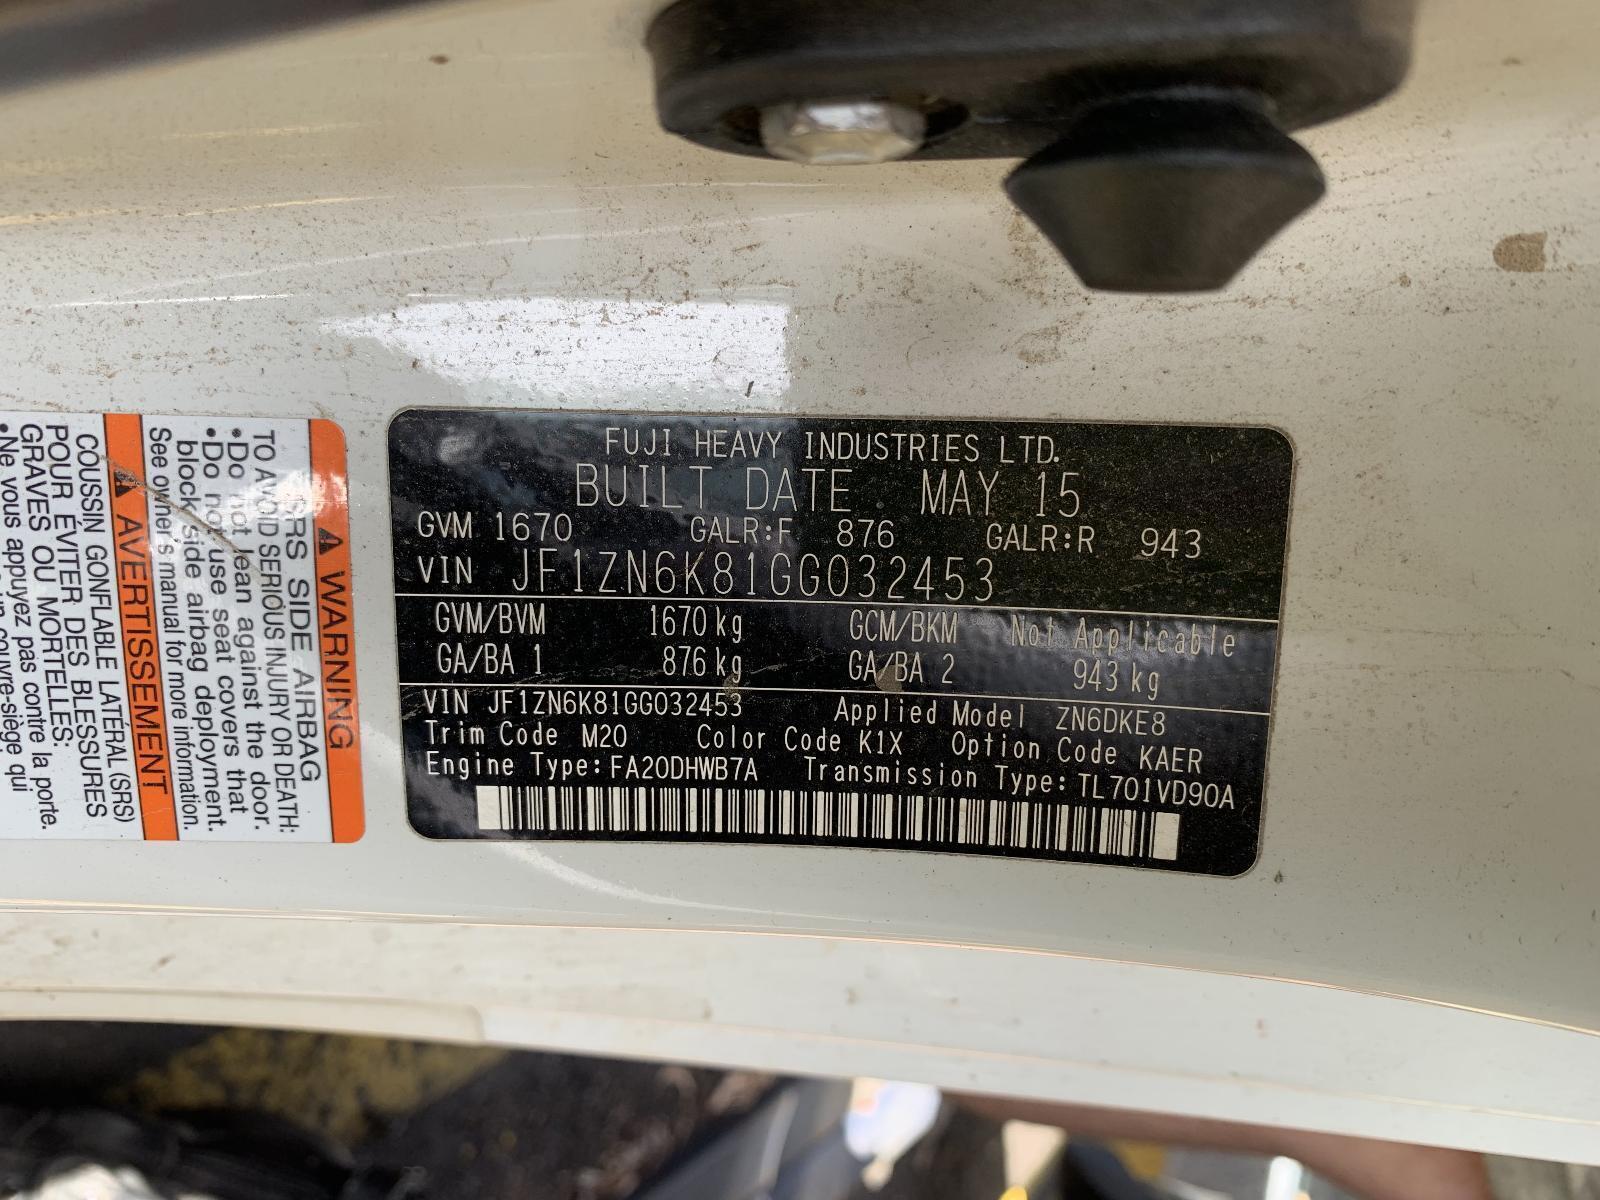 FUJI HEAVY INDUSTRIES LTD.
BUILT DATE. MAY 15
GVM 1670 GALR:F 876 GALR:R 943
VIN JF1ZN6K81GG032453
GVM/BVM 1670 kg GCM/BKM Not Applicable
GA/BA 1 876 kg GA/BA 2 943 kg
VIN JF1ZN6K81GG032453 Applied Model ZN6DKE8
Trim Code M20 Color Code K1X Option Code KAER
Engine Type:FA20DHWB7A Transmission Type:TL701VD90A
WARNING
SRS SIDE AIRBAG
TO AVOID SERIOUS INJURY OR DEATH:
•Do not lean against the door.
•Do not use seat covers that
block side airbag deployment.
See owner's manual for more information.
AVERTISSEMENT
COUSSIN GONFLABLE LATÉRAL (SRS)
POUR ÉVITER DES BLESSURES
GRAVES OU MORTELLES:
•Ne vous appuyez pas contre la porte.
couvre-siège qui